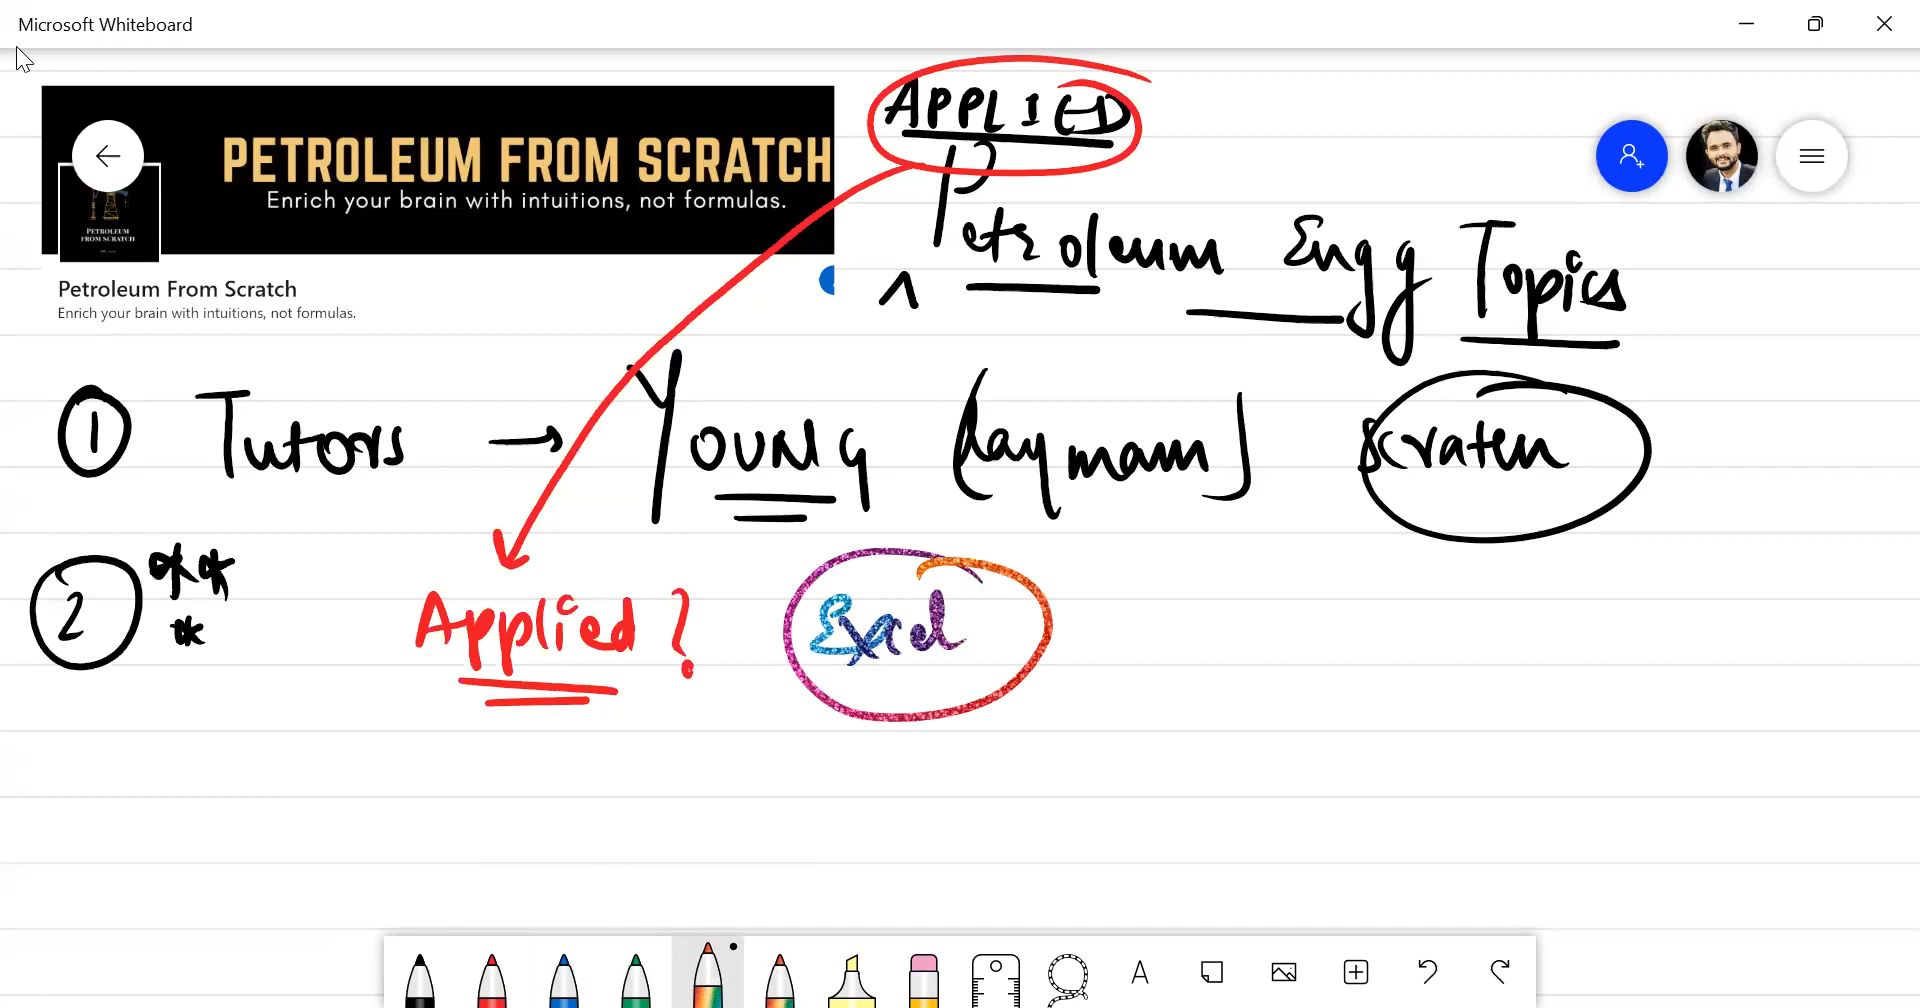 Microsoft Whiteboard
APPLIED
PETROLEUM FROM SCRATCH
Enrich your brain with intuitions, not formulas.
PETROLEUM
FROM SCRATCH
Petroleum Engg Topics
Petroleum From Scratch
Enrich your brain with intuitions, not formulas.
1 Tutors → YOUNG (Layman) Scratch
2 ***
Applied? Excel
A